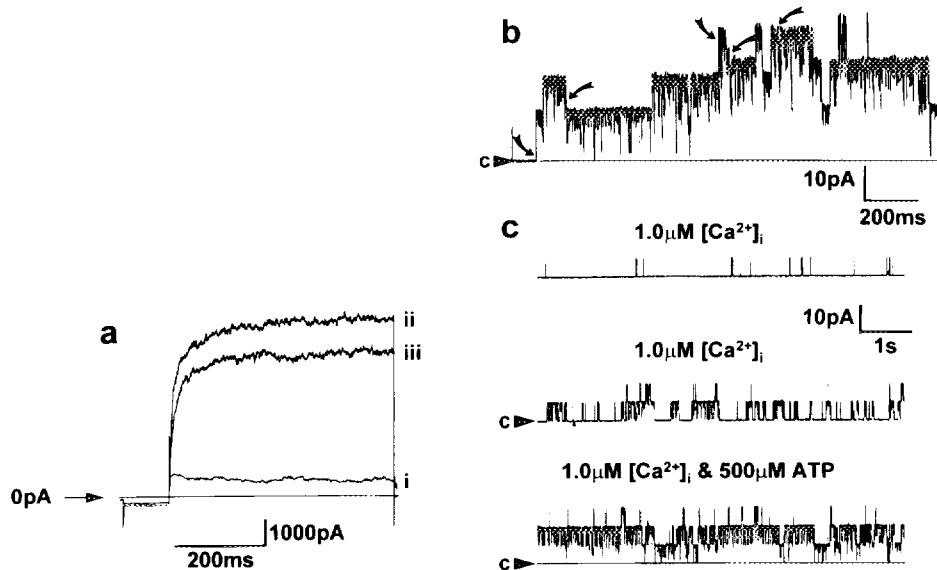 b
c
10pA
200ms
c
1.0µM [Ca²⁺]ᵢ
10pA
1s
1.0µM [Ca²⁺]ᵢ
c
1.0µM [Ca²⁺]ᵢ & 500µM ATP
c
a
ii
iii
i
0pA
1000pA
200ms